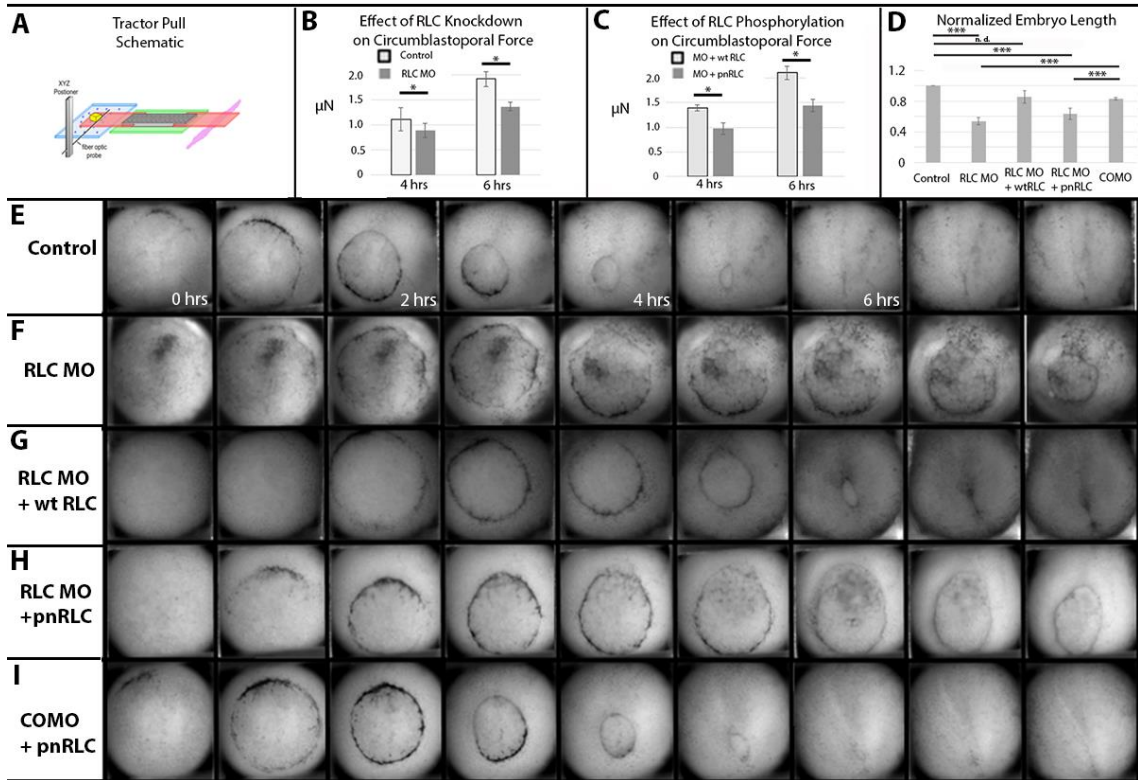 A
Tractor Pull
Schematic
XYZ
Positioner
fiber optic
probe
B
Effect of RLC Knockdown
on Circumblastoporal Force
Control
RLC MO
µN
2.0
1.5
1.0
0.5
0
*
*
4 hrs
6 hrs
C
Effect of RLC Phosphorylation
on Circumblastoporal Force
MO + wt RLC
MO + pnRLC
µN
2.0
1.5
1.0
0.5
0
*
*
4 hrs
6 hrs
D
Normalized Embryo Length
***
n. d.
***
***
***
1.2
0.8
0.4
0
Control
RLC MO
RLC MO
+ wtRLC
RLC MO
+ pnRLC
COMO
E
Control
0 hrs
2 hrs
4 hrs
6 hrs
F
RLC MO
G
RLC MO
+ wt RLC
H
RLC MO
+pnRLC
I
COMO
+ pnRLC